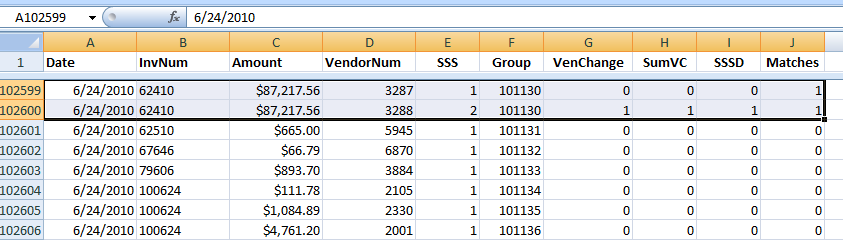 A102599 fx 6/24/2010
A B C D E F G H I J
1 Date InvNum Amount VendorNum SSS Group VenChange SumVC SSSD Matches
102599 6/24/2010 62410 $87,217.56 3287 1 101130 0 0 0 1
102600 6/24/2010 62410 $87,217.56 3288 2 101130 1 1 1 1
102601 6/24/2010 62510 $665.00 5945 1 101131 0 0 0 0
102602 6/24/2010 67646 $66.79 6870 1 101132 0 0 0 0
102603 6/24/2010 79606 $893.70 3884 1 101133 0 0 0 0
102604 6/24/2010 100624 $111.78 2105 1 101134 0 0 0 0
102605 6/24/2010 100624 $1,084.89 2330 1 101135 0 0 0 0
102606 6/24/2010 100624 $4,761.20 2001 1 101136 0 0 0 0